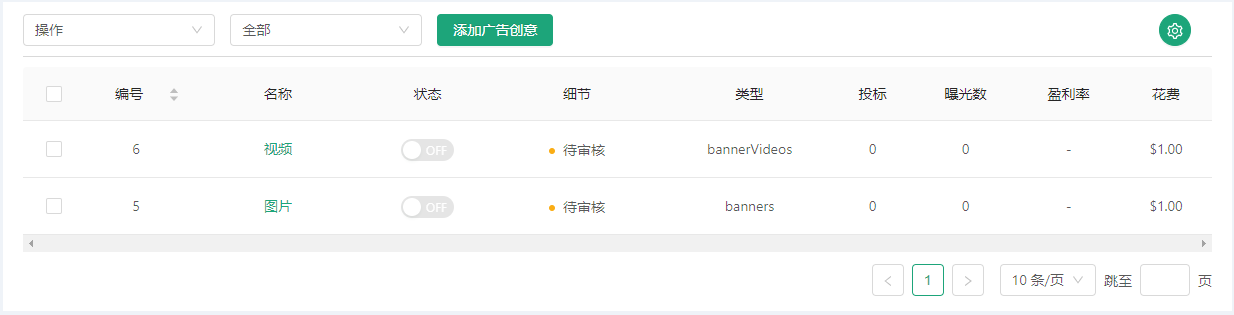 操作 全部 添加广告创意
编号 名称 状态 细节 类型 投标 曝光数 盈利率 花费
6 视频 OFF 待审核 bannerVideos 0 0 - $1.00
5 图片 OFF 待审核 banners 0 0 - $1.00
< 1 > 10 条/页 跳至 页